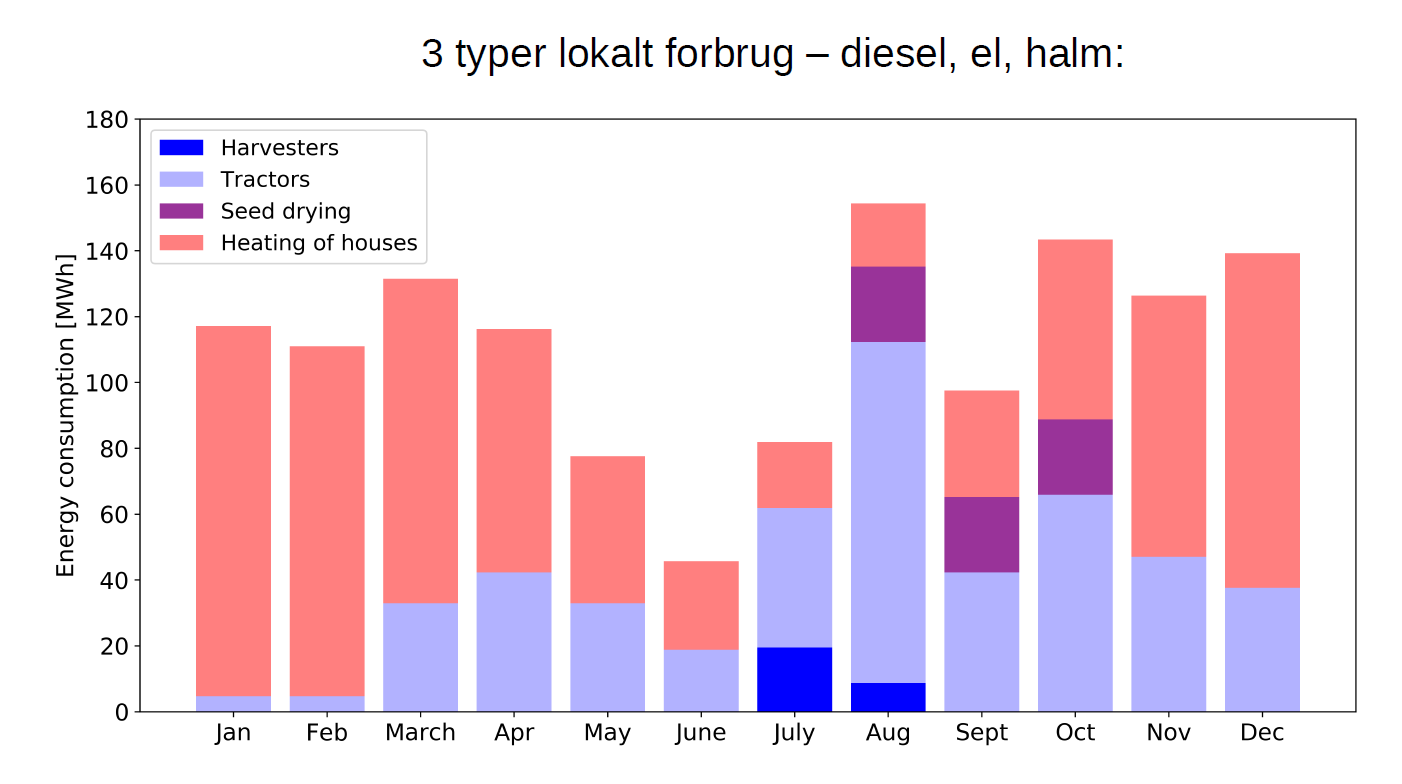 3 typer lokalt forbrug – diesel, el, halm:
180
160
140
120
100
80
60
40
20
0
Energy consumption [MWh]
Harvesters
Tractors
Seed drying
Heating of houses
Jan Feb March Apr May June July Aug Sept Oct Nov Dec